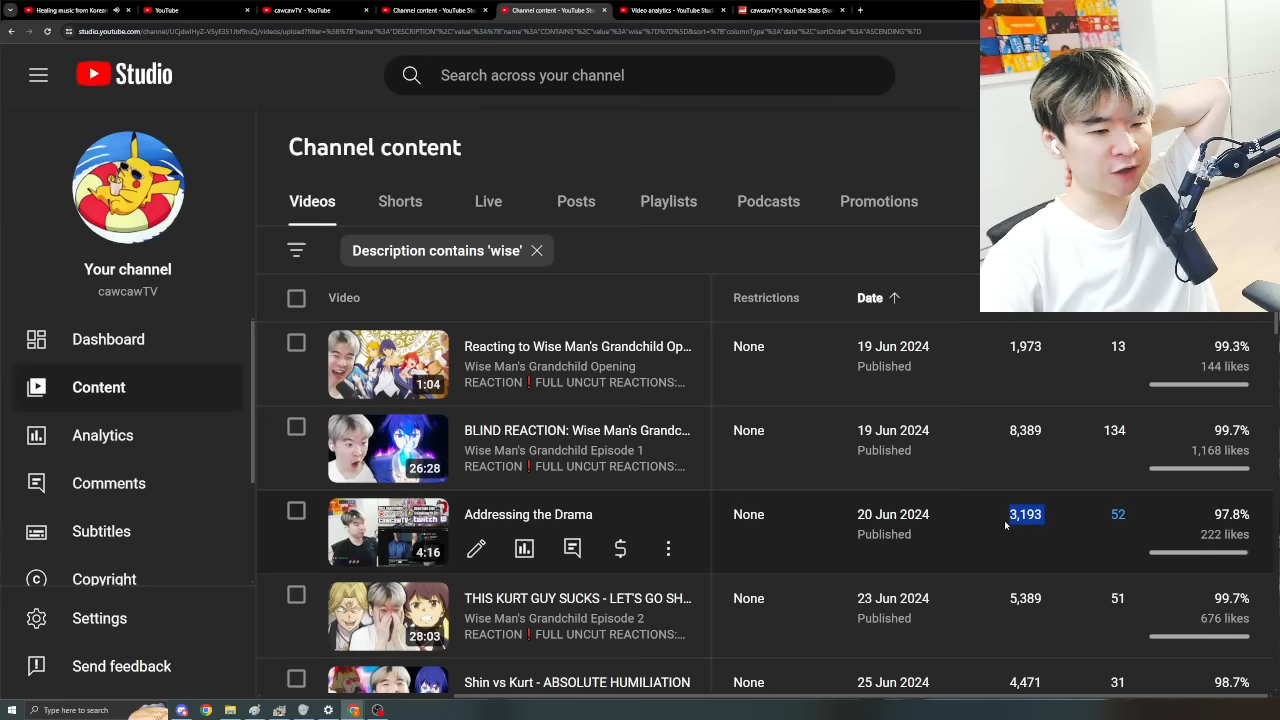 Healing music from Korean
YouTube
cawcawTV - YouTube
Channel content - YouTube Stu
Channel content - YouTube Stu
Video analytics - YouTube Stud
cawcawTV's YouTube Stats (Su
Studio
Search across your channel
Your channel
cawcawTV
Dashboard
Content
Analytics
Comments
Subtitles
Copyright
Settings
Send feedback
Channel content
Videos Shorts Live Posts Playlists Podcasts Promotions
Description contains 'wise'
Video Restrictions Date
1:04
Reacting to Wise Man's Grandchild Op... None 19 Jun 2024 1,973 13 99.3%
Wise Man's Grandchild Opening Published 144 likes
REACTION❗FULL UNCUT REACTIONS:...
26:28
BLIND REACTION: Wise Man's Grandc... None 19 Jun 2024 8,389 134 99.7%
Wise Man's Grandchild Episode 1 Published 1,168 likes
REACTION❗FULL UNCUT REACTIONS:...
4:16
Addressing the Drama None 20 Jun 2024 3,193 52 97.8%
Published 222 likes
28:03
THIS KURT GUY SUCKS - LET'S GO SH... None 23 Jun 2024 5,389 51 99.7%
Wise Man's Grandchild Episode 2 Published 676 likes
REACTION❗FULL UNCUT REACTIONS:...
Shin vs Kurt - ABSOLUTE HUMILIATION None 25 Jun 2024 4,471 31 98.7%
Type here to search